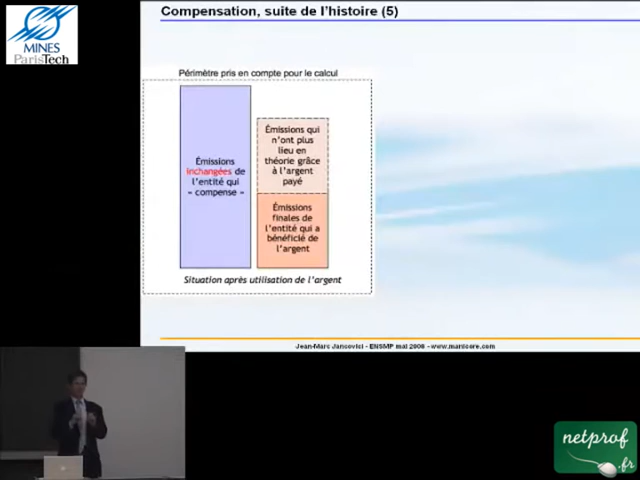 Compensation, suite de l'histoire (5)
MINES
ParisTech
Périmètre pris en compte pour le calcul
Émissions
inchangées de
l'entité qui
« compense »
Émissions qui
n'ont plus
lieu en
théorie grâce
à l'argent
payé
Émissions
finales de
l'entité qui a
bénéficié de
l'argent
Situation après utilisation de l'argent
Jean-Marc Jancovici - ENSMP mai 2008 - www.manicore.com
netprof
.fr